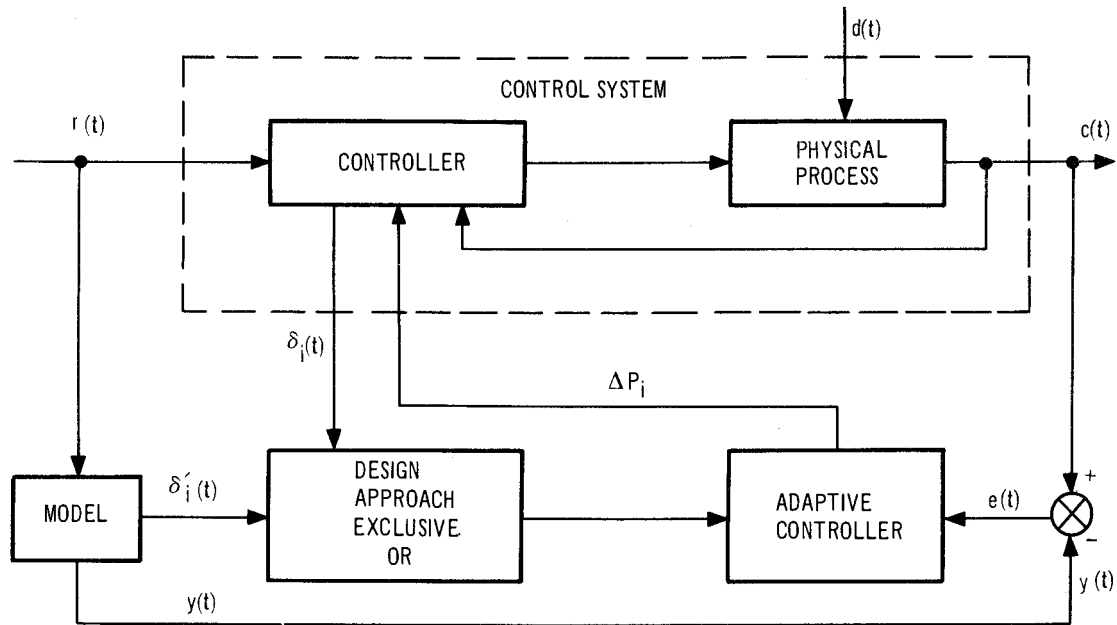 d(t)
CONTROL SYSTEM
r(t)
c(t)
CONTROLLER
PHYSICAL
PROCESS
δi(t)
ΔPi
DESIGN
APPROACH
EXCLUSIVE.
OR
δ´i(t)
MODEL
ADAPTIVE
CONTROLLER
e(t)
+
−
y(t)
y(t)